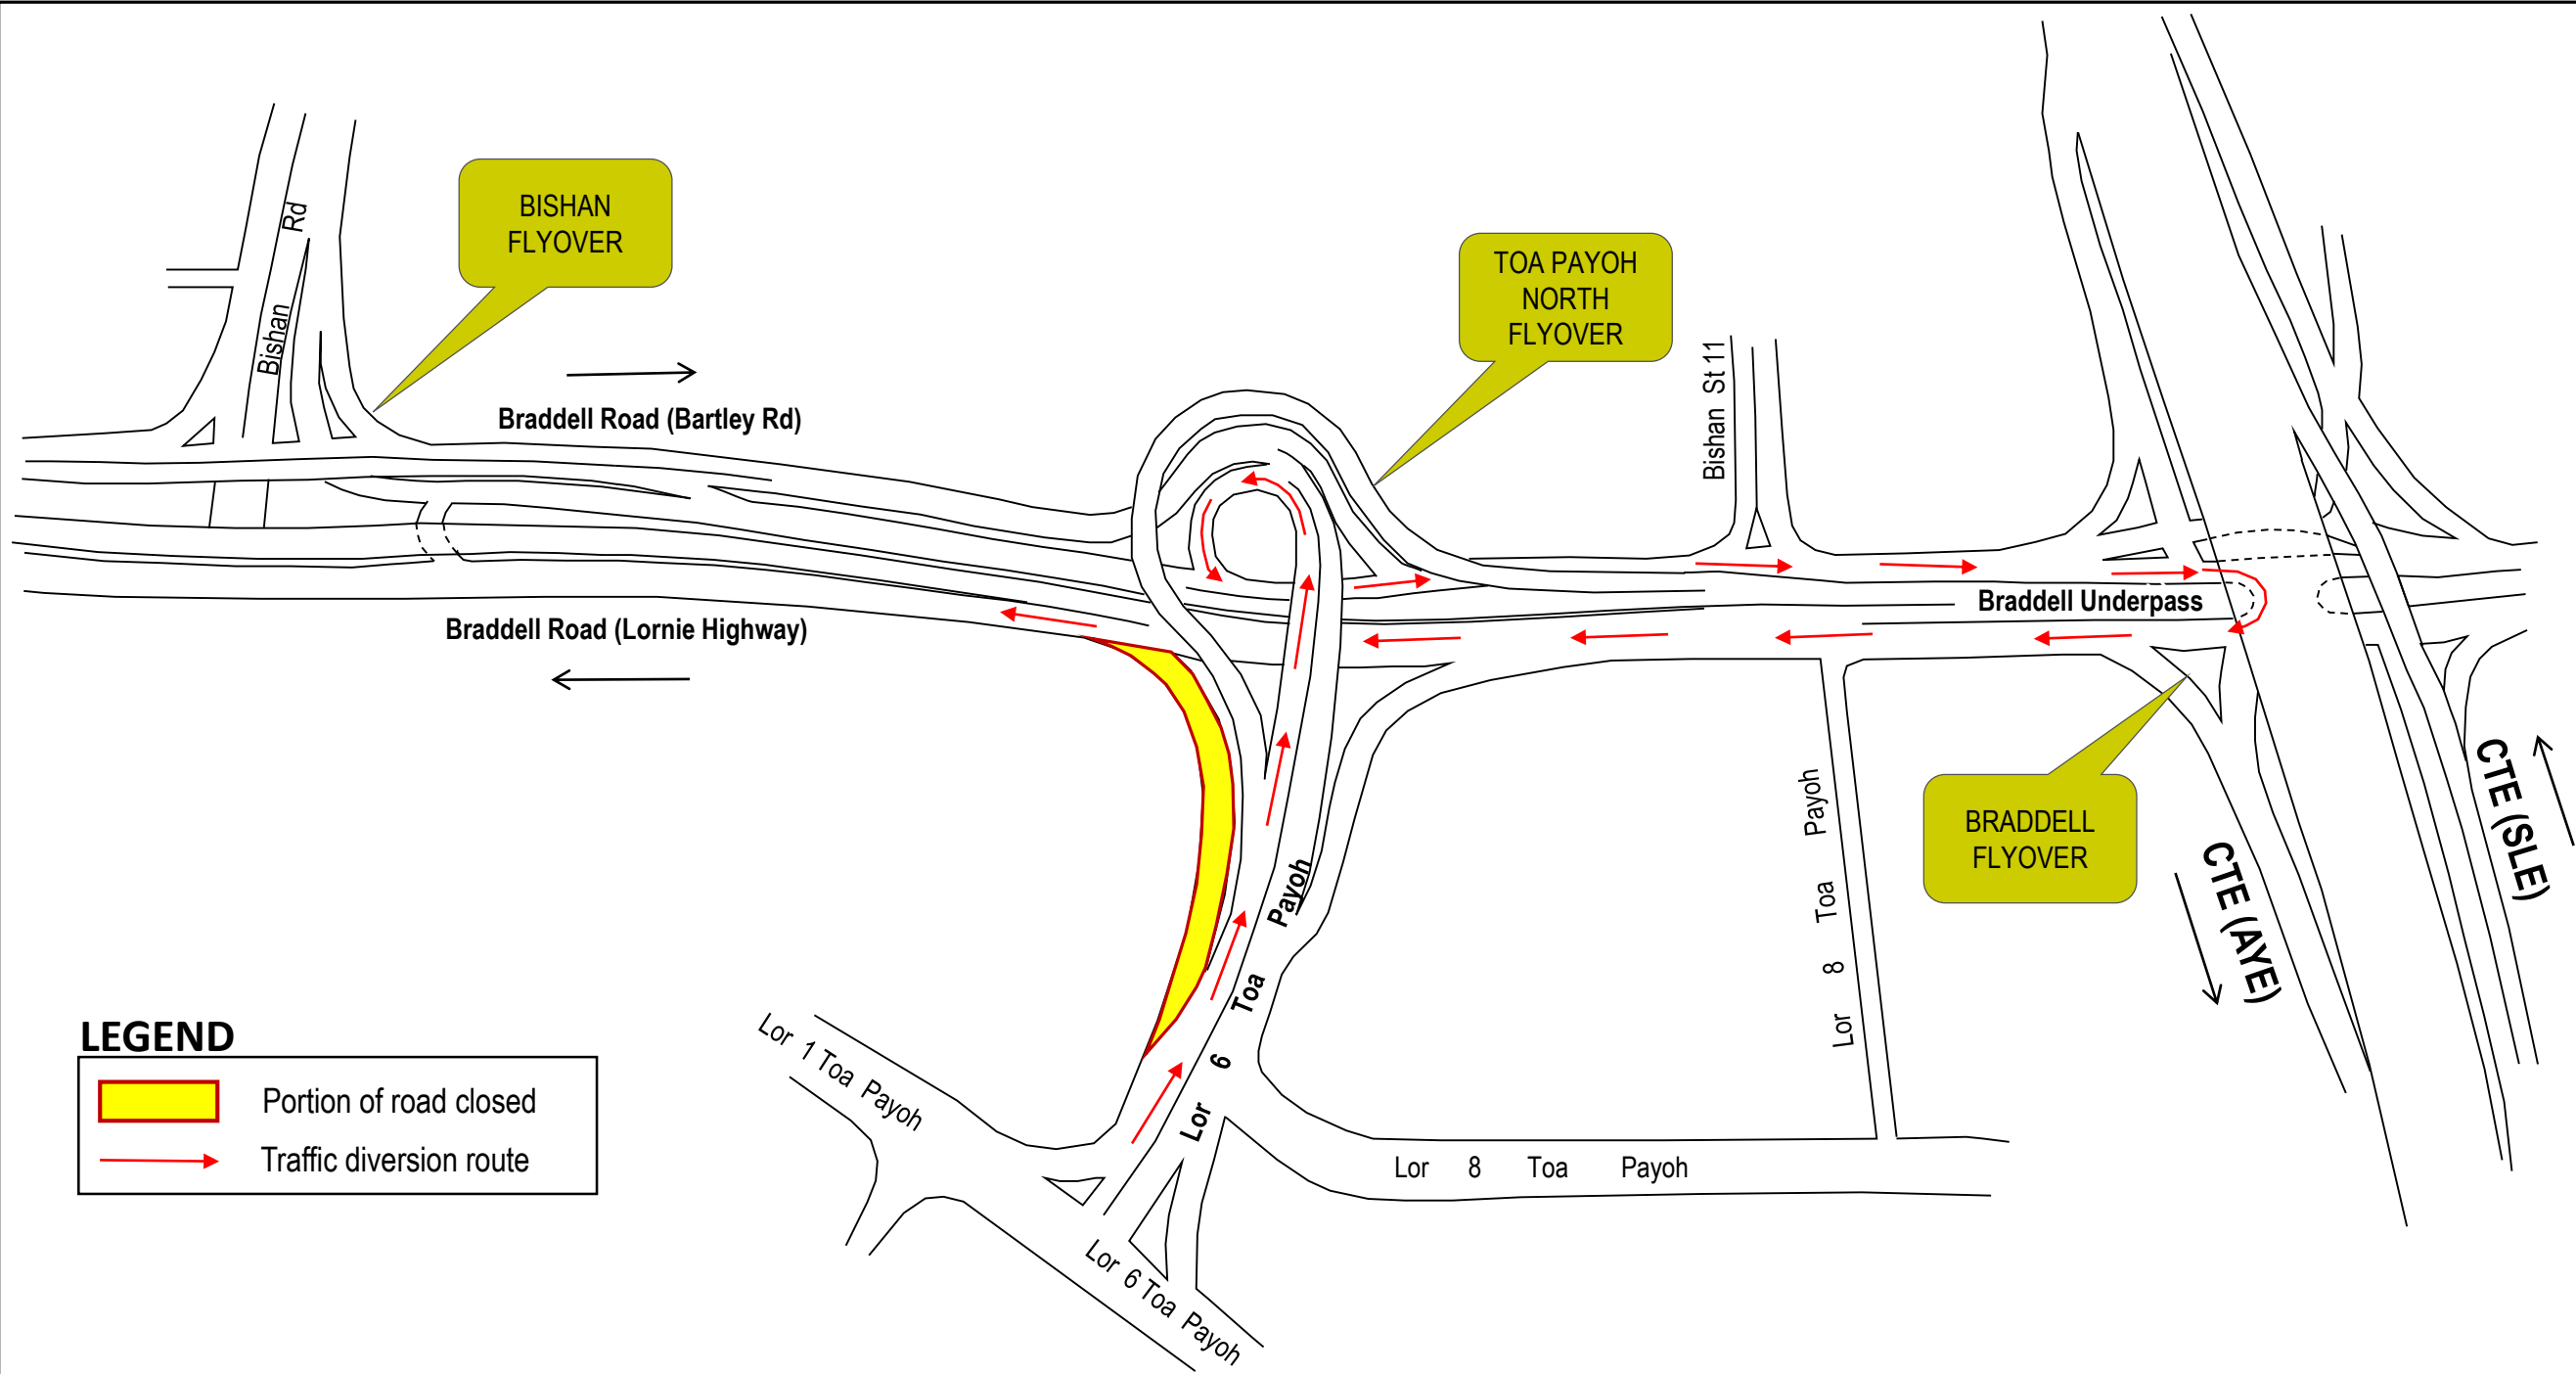 BISHAN
FLYOVER
TOA PAYOH
NORTH
FLYOVER
Bishan Rd
Bishan St 11
Braddell Road (Bartley Rd)
Braddell Underpass
Braddell Road (Lornie Highway)
BRADDELL
FLYOVER
CTE (SLE)
CTE (AYE)
Lor 8 Toa Payoh
Lor 6 Toa Payoh
Lor 1 Toa Payoh
Lor 8 Toa Payoh
Lor 6 Toa Payoh
LEGEND
Portion of road closed
Traffic diversion route